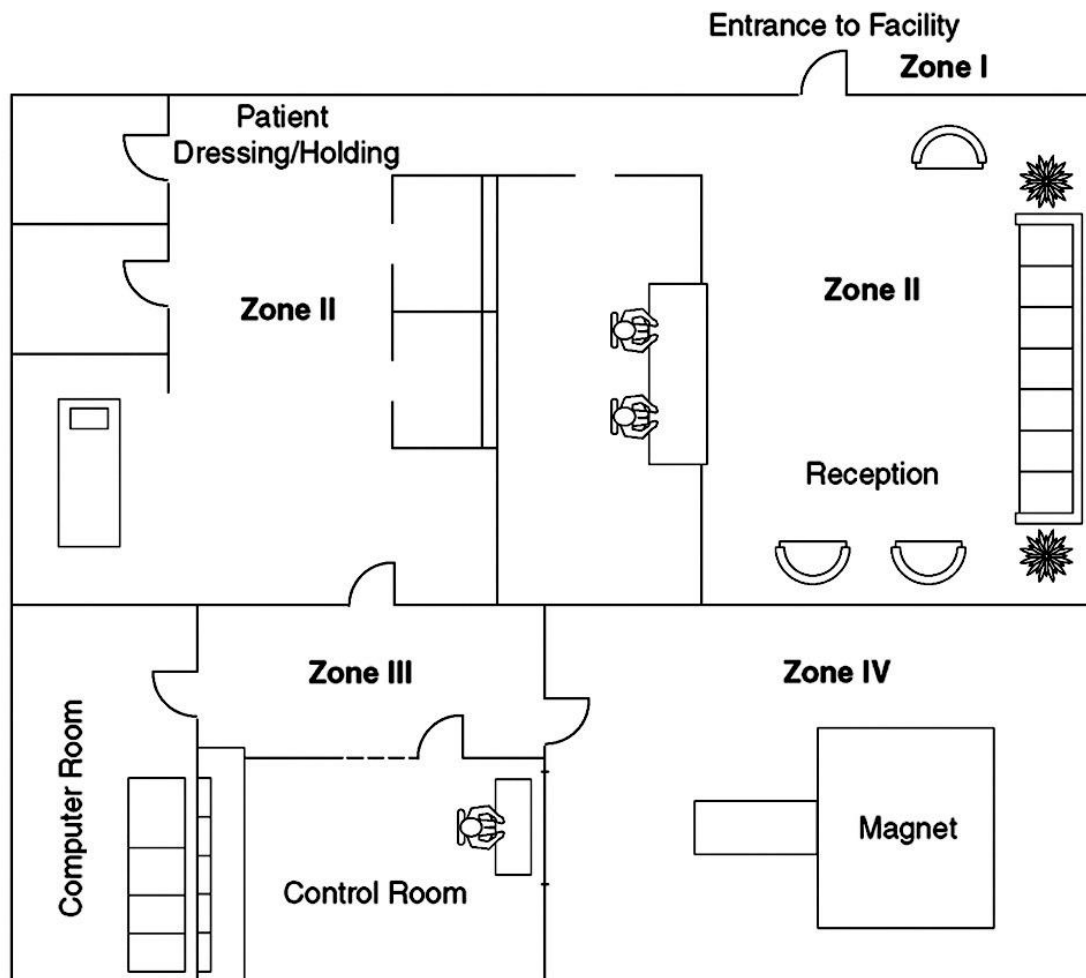 Entrance to Facility
Zone I
Patient
Dressing/Holding
Zone II
Zone II
Reception
Zone III
Zone IV
Computer Room
Magnet
Control Room